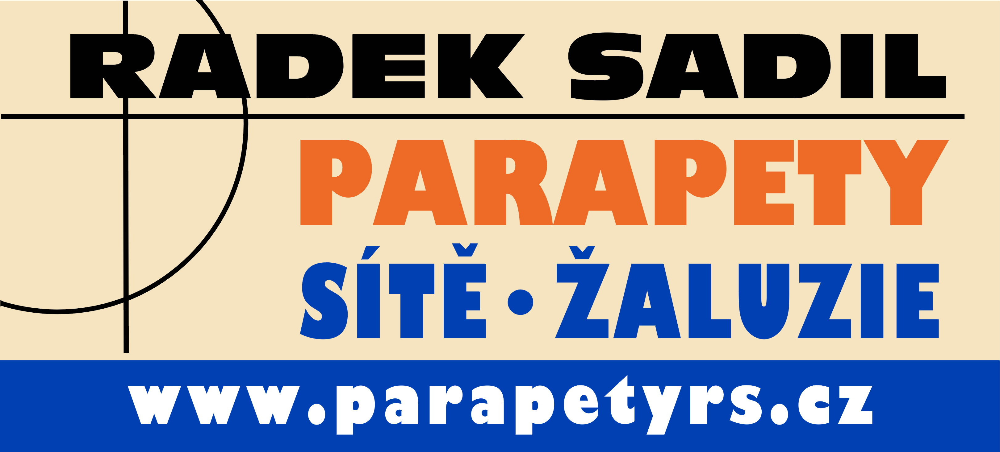 RADEK SADIL
PARAPETY
SÍTĚ • ŽALUZIE
www.parapetyrs.cz